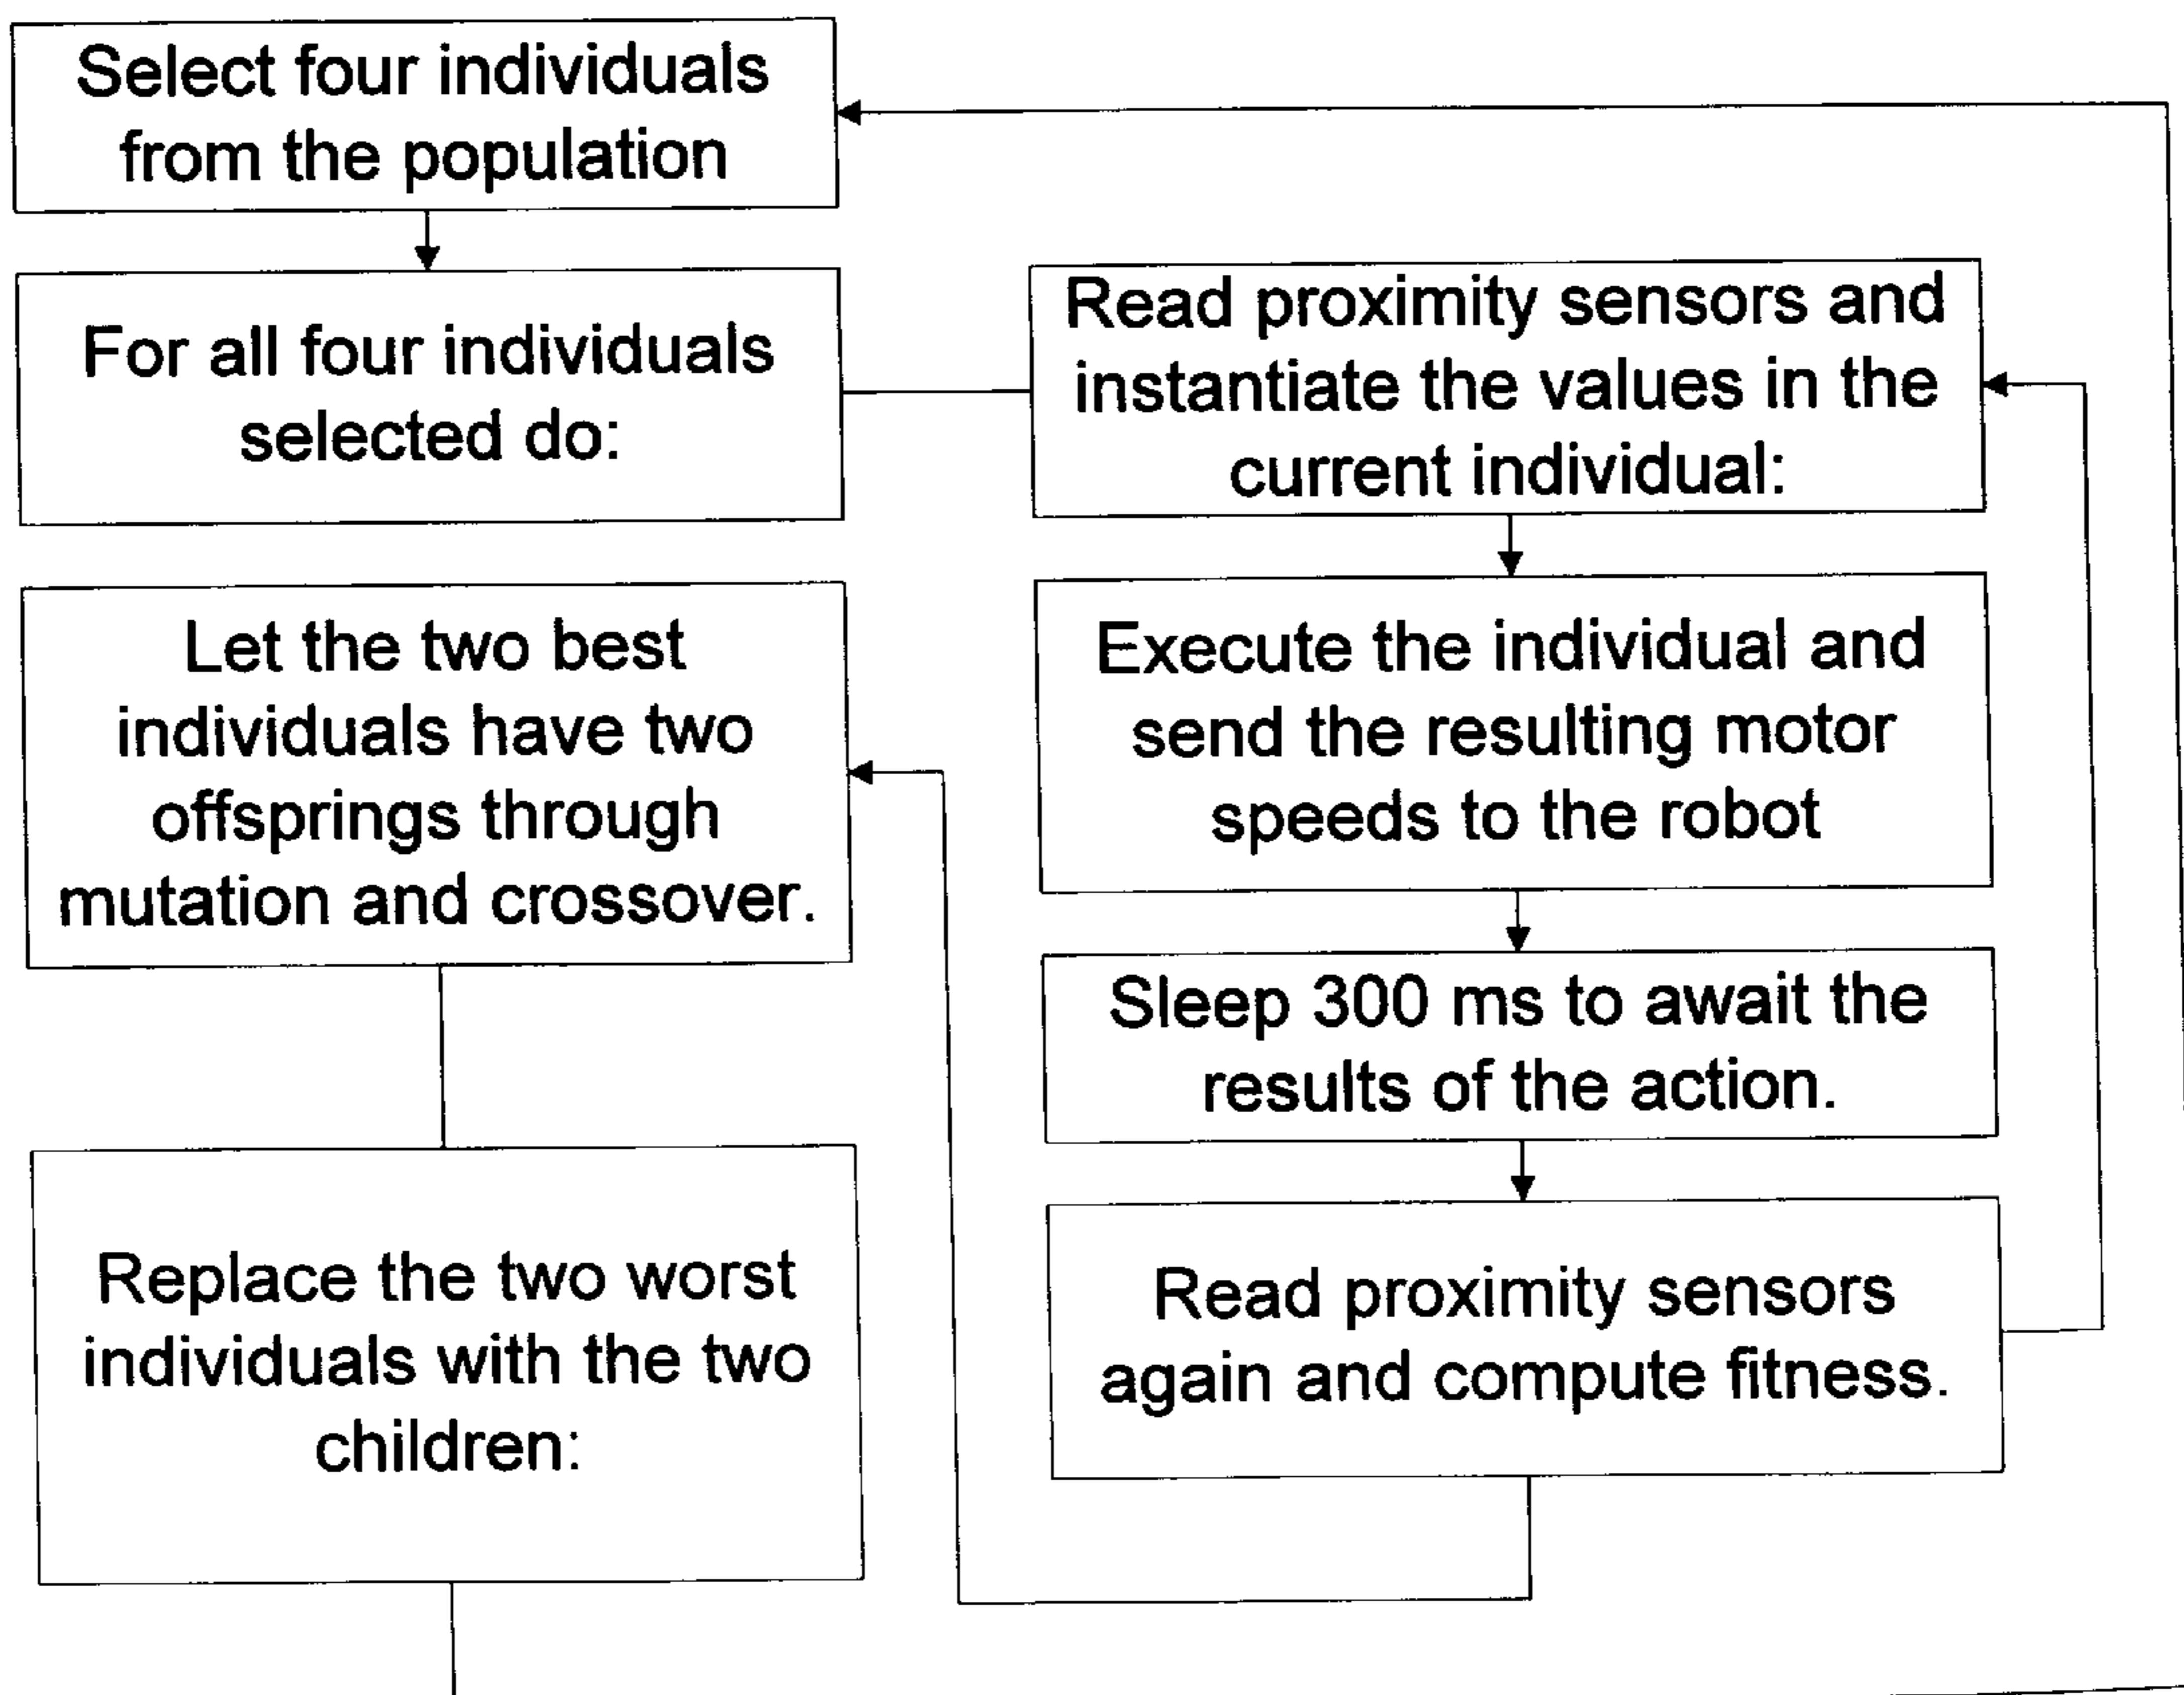 Select four individuals
from the population
For all four individuals
selected do:
Read proximity sensors and
instantiate the values in the
current individual:
Execute the individual and
send the resulting motor
speeds to the robot
Sleep 300 ms to await the
results of the action.
Read proximity sensors
again and compute fitness.
Let the two best
individuals have two
offsprings through
mutation and crossover.
Replace the two worst
individuals with the two
children: